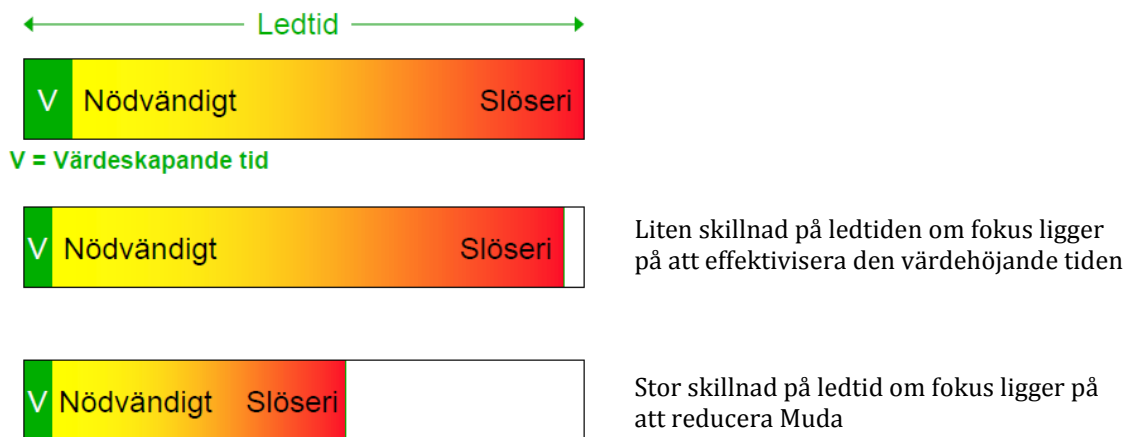 Ledtid
V Nödvändigt Slöseri
V = Värdeskapande tid
V Nödvändigt Slöseri
Liten skillnad på ledtiden om fokus ligger
på att effektivisera den värdehöjande tiden
V Nödvändigt Slöseri
Stor skillnad på ledtid om fokus ligger på
att reducera Muda